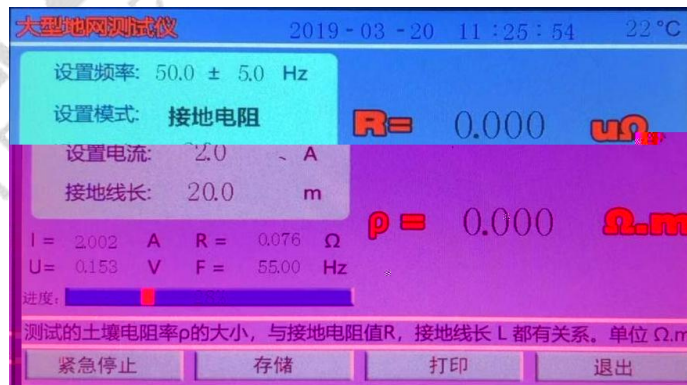 大型地网测试仪 2019-03-20 11:25:54 22°C
设置频率: 50.0 ± 5.0 Hz
设置模式: 接地电阻
R= 0.000 uΩ
设置电流: 2.0 A
接地线长: 20.0 m
ρ= 0.000 Ω.m
I = 2.002 A R = 0.076 Ω
U= 0.153 V F = 55.00 Hz
进度:
测试的土壤电阻率ρ的大小，与接地电阻值R，接地线长 L 都有关系。单位 Ω.m
紧急停止 存储 打印 退出